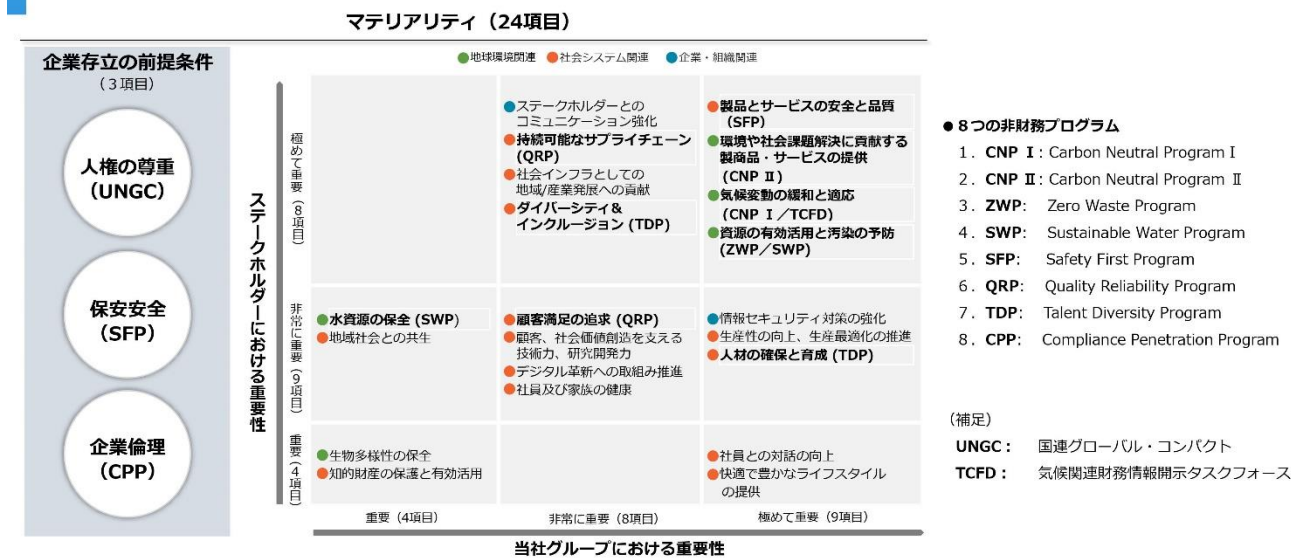 マテリアリティ（24項目）
企業存立の前提条件
（３項目）
人権の尊重
(UNGC)
保安安全
(SFP)
企業倫理
(CPP)
●地球環境関連 ●社会システム関連 ●企業・組織関連
ステークホルダーにおける重要性
極めて重要（8項目）
●ステークホルダーとの
コミュニケーション強化
●持続可能なサプライチェーン
(QRP)
●社会インフラとしての
地域/産業発展への貢献
●ダイバーシティ＆
インクルージョン (TDP)
●製品とサービスの安全と品質
（SFP）
●環境や社会課題解決に貢献する
製商品・サービスの提供
(CNP Ⅱ)
●気候変動の緩和と適応
(CNP Ⅰ／TCFD)
●資源の有効活用と汚染の予防
(ZWP／SWP)
非常に重要（9項目）
●水資源の保全 (SWP)
●地域社会との共生
●顧客満足の追求 (QRP)
●顧客、社会価値創造を支える
技術力、研究開発力
●デジタル革新への取組み推進
●社員及び家族の健康
●情報セキュリティ対策の強化
●生産性の向上、生産最適化の推進
●人材の確保と育成 (TDP)
重要（4項目）
●生物多様性の保全
●知的財産の保護と有効活用
●社員との対話の向上
●快適で豊かなライフスタイル
の提供
重要（4項目）
非常に重要（8項目）
極めて重要（9項目）
当社グループにおける重要性
● ８つの非財務プログラム
1．CNP Ⅰ：Carbon Neutral Program Ⅰ
2．CNP Ⅱ：Carbon Neutral Program Ⅱ
3．ZWP： Zero Waste Program
4．SWP： Sustainable Water Program
5．SFP： Safety First Program
6．QRP： Quality Reliability Program
7．TDP： Talent Diversity Program
8．CPP： Compliance Penetration Program
（補足）
UNGC： 国連グローバル・コンパクト
TCFD： 気候関連財務情報開示タスクフォース